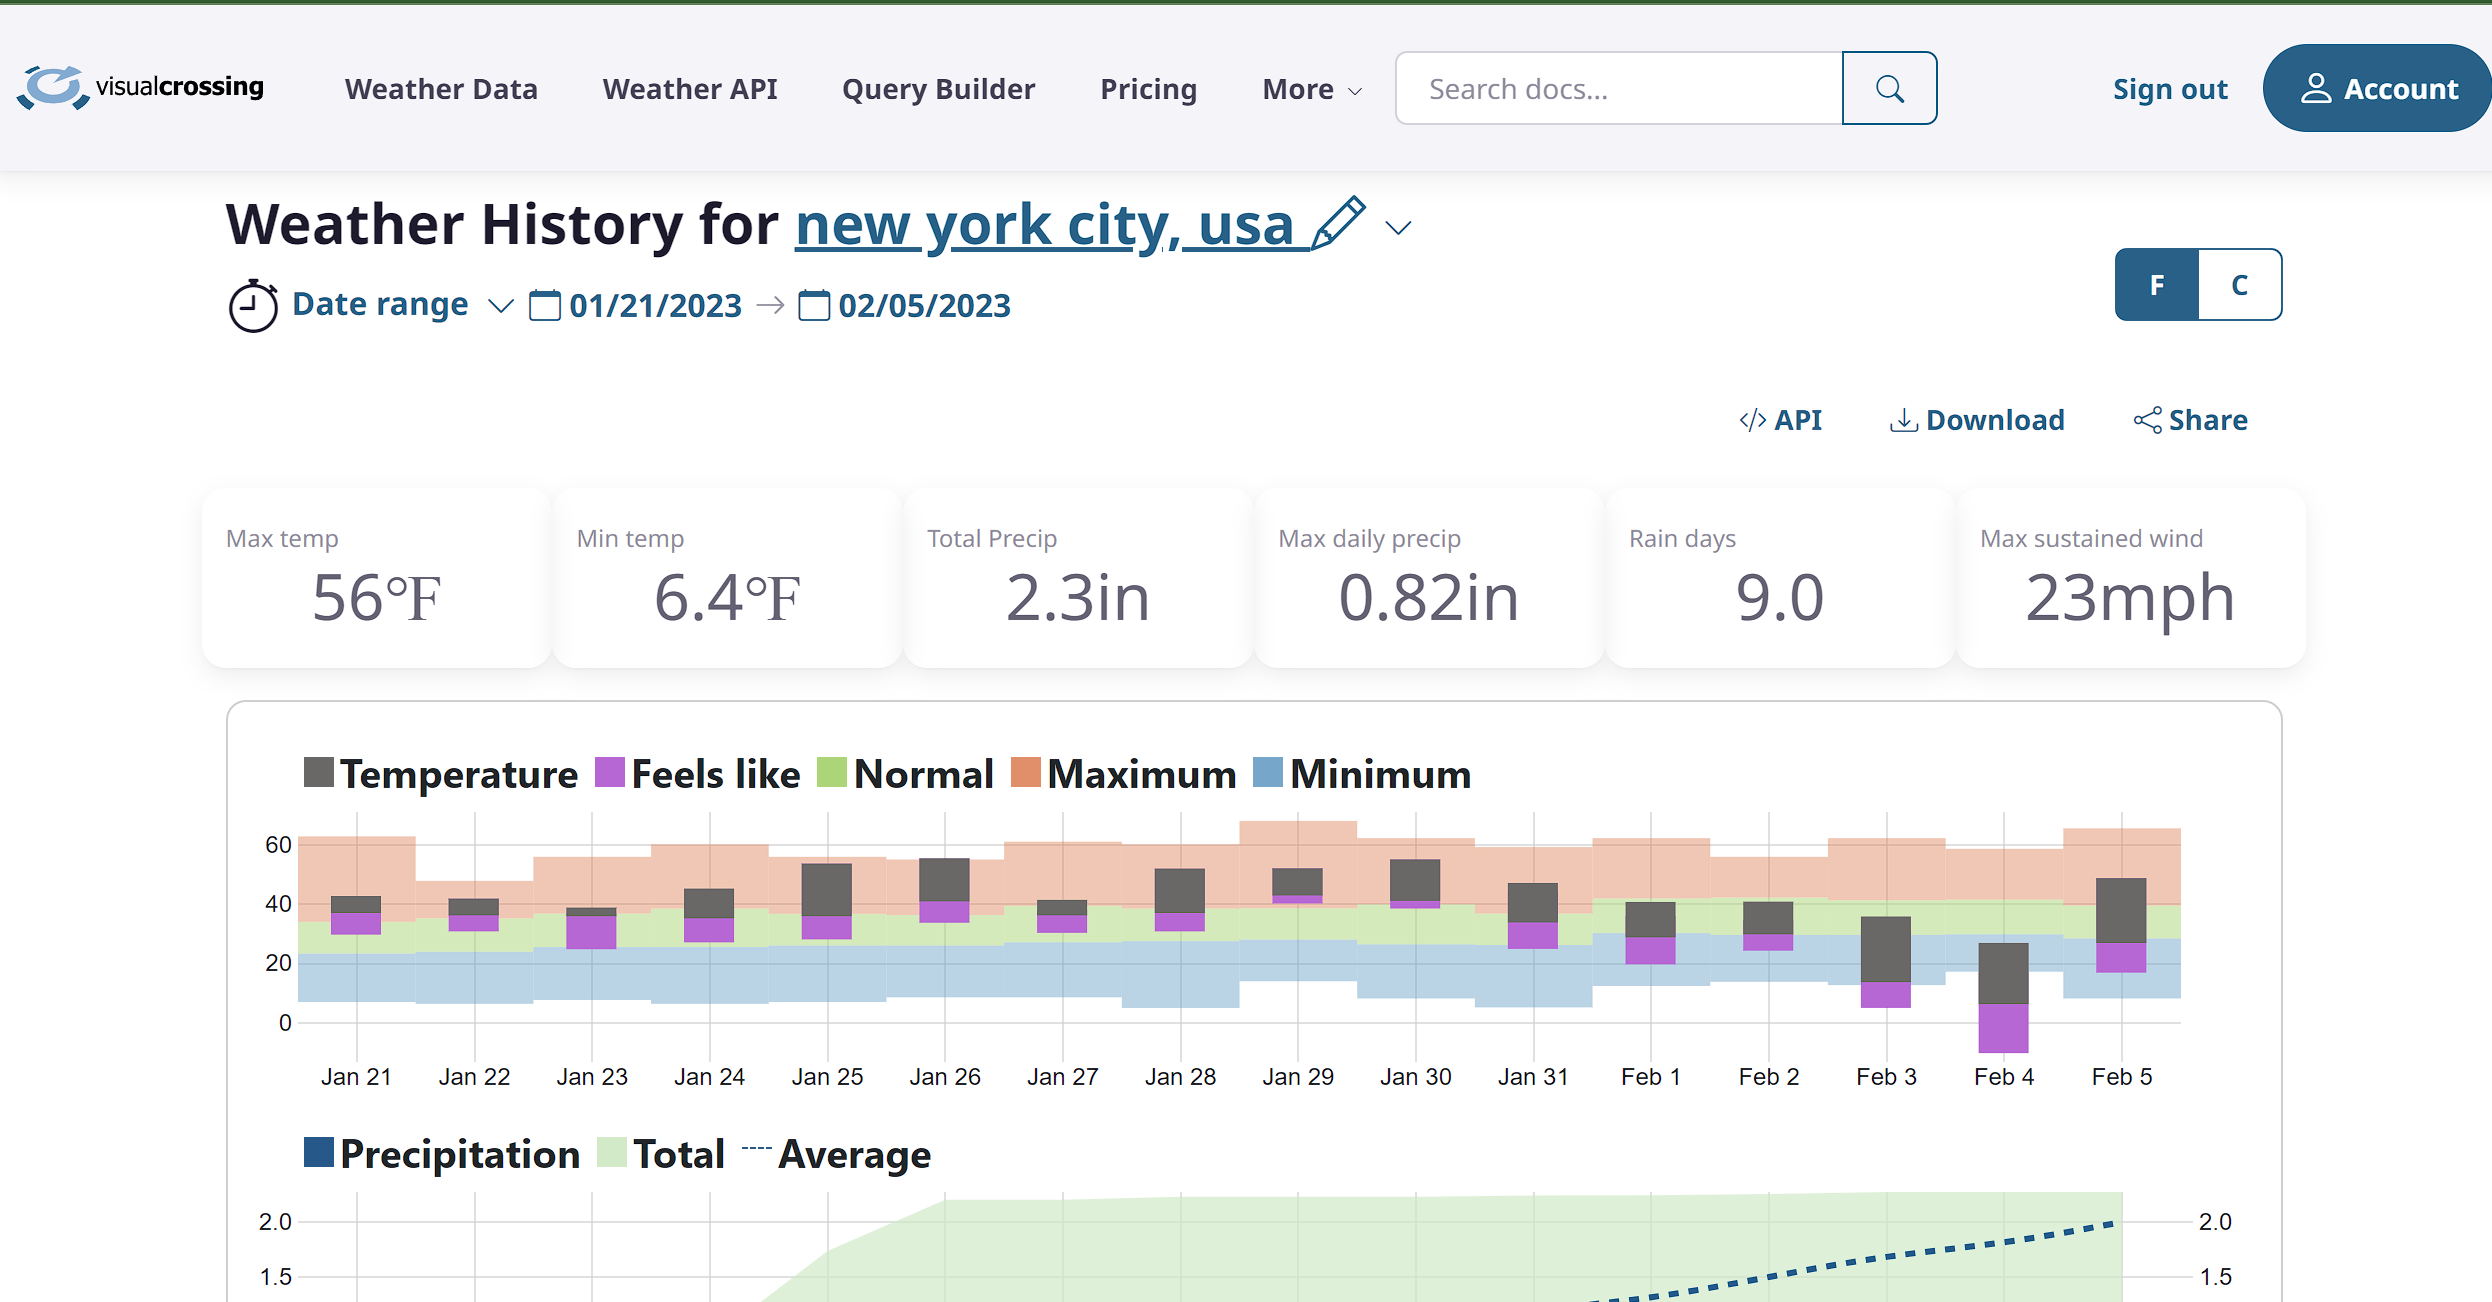 visualcrossing Weather Data Weather API Query Builder Pricing More Search docs... Sign out Account
Weather History for new york city, usa
Date range 01/21/2023 → 02/05/2023
F C
</> API Download Share
Max temp Min temp Total Precip Max daily precip Rain days Max sustained wind
56°F 6.4°F 2.3in 0.82in 9.0 23mph
Temperature Feels like Normal Maximum Minimum
60
40
20
0
Jan 21 Jan 22 Jan 23 Jan 24 Jan 25 Jan 26 Jan 27 Jan 28 Jan 29 Jan 30 Jan 31 Feb 1 Feb 2 Feb 3 Feb 4 Feb 5
Precipitation Total Average
2.0 2.0
1.5 1.5